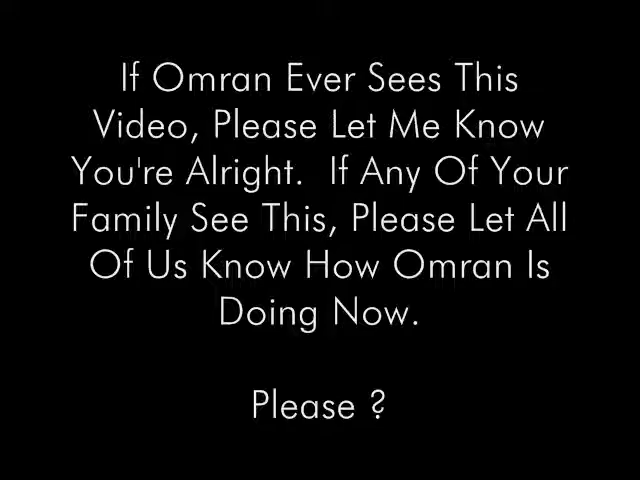 If Omran Ever Sees This
Video, Please Let Me Know
You're Alright.  If Any Of Your
Family See This, Please Let All
Of Us Know How Omran Is
Doing Now.
Please ?